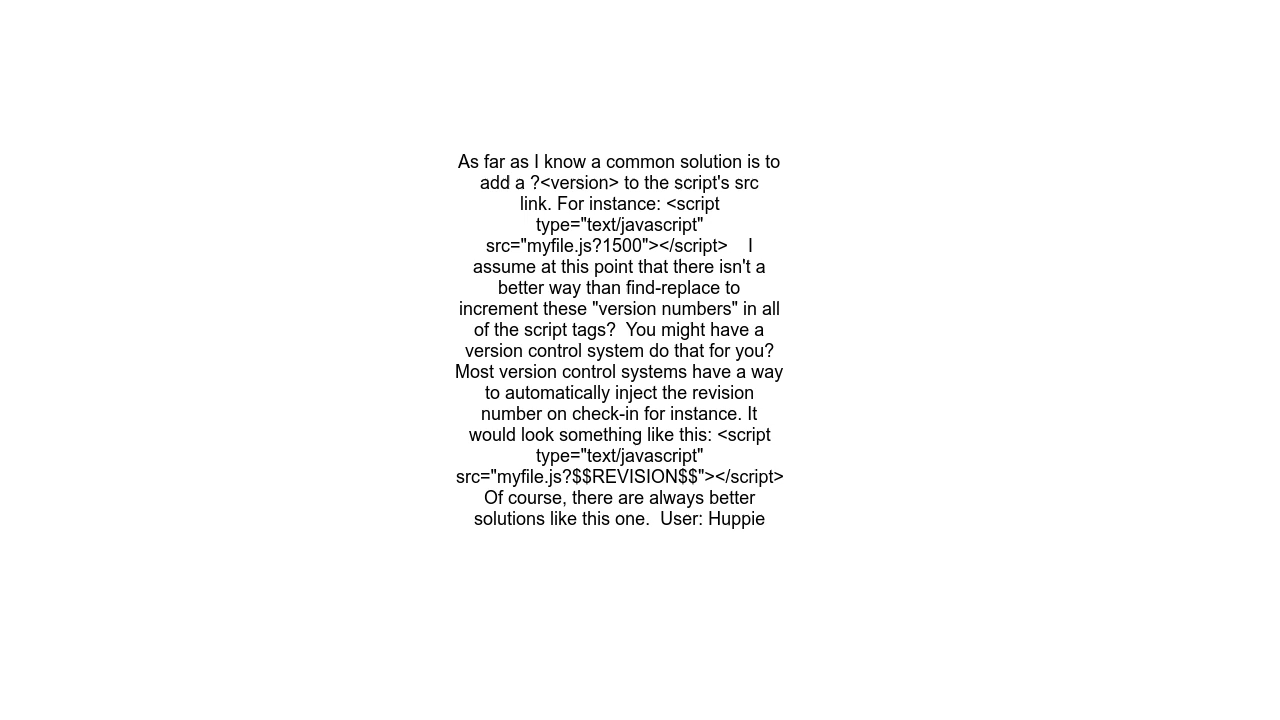 As far as I know a common solution is to
add a ?<version> to the script's src
link. For instance: <script
type="text/javascript"
src="myfile.js?1500"></script>    I
assume at this point that there isn't a
better way than find-replace to
increment these "version numbers" in all
of the script tags?  You might have a
version control system do that for you?
Most version control systems have a way
to automatically inject the revision
number on check-in for instance. It
would look something like this: <script
type="text/javascript"
src="myfile.js?$$REVISION$$"></script>
Of course, there are always better
solutions like this one.  User: Huppie